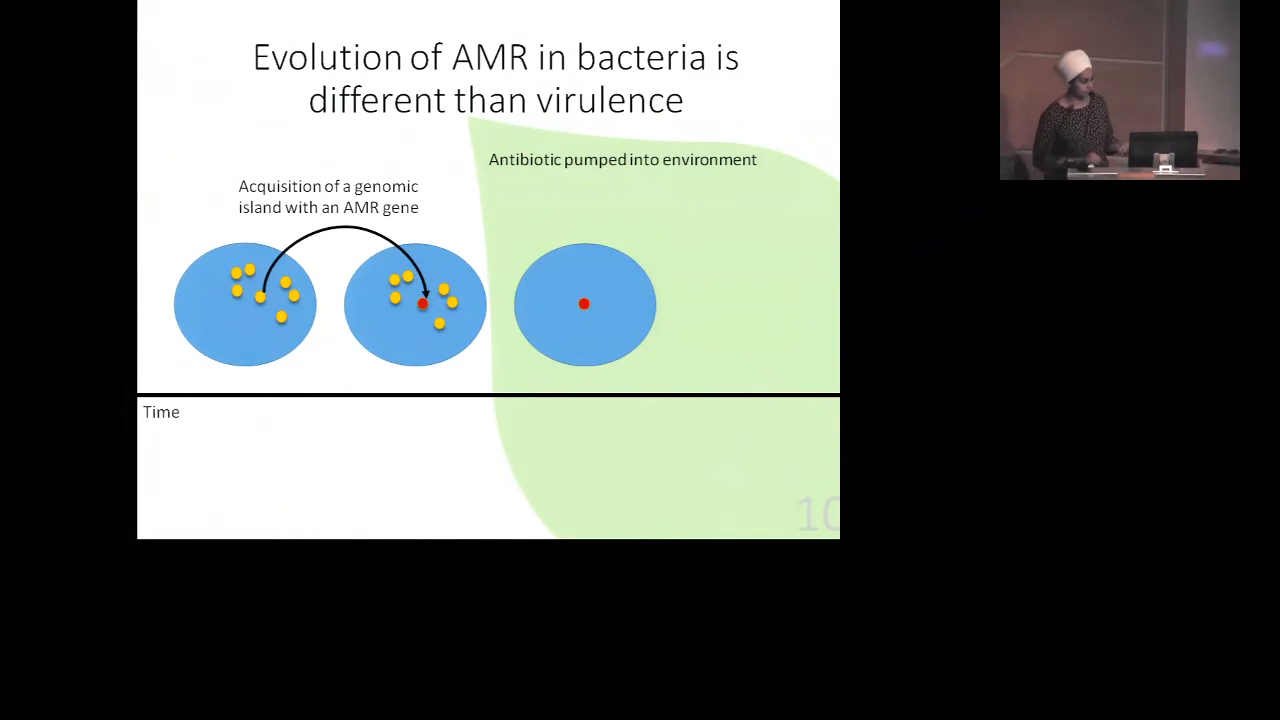 Evolution of AMR in bacteria is
different than virulence
Antibiotic pumped into environment
Acquisition of a genomic
island with an AMR gene
Time
10